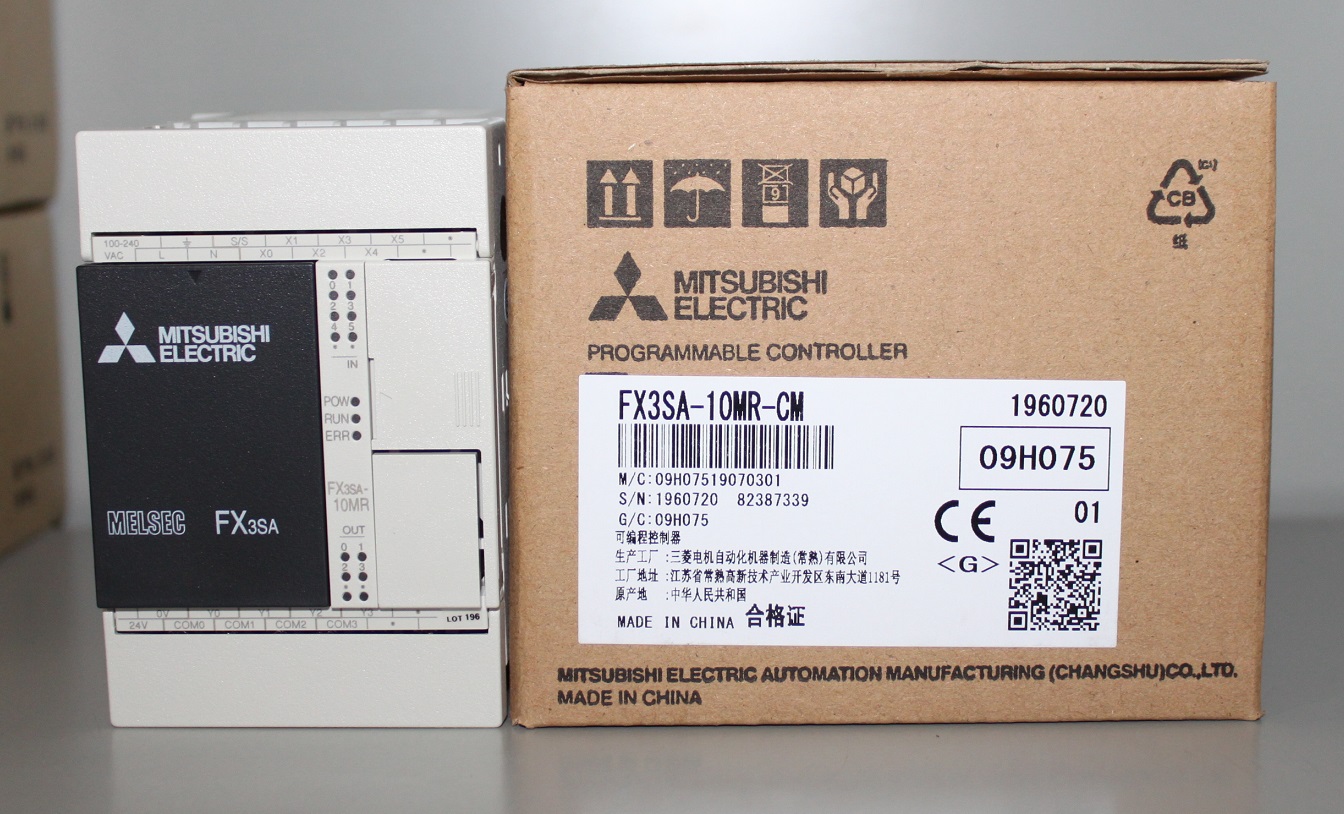 100-240 S/S X1 X3 X5
VAC L N X0 X2 X4
MITSUBISHI
ELECTRIC
0 1
2 3
4 5
IN
POW
RUN
ERR
FX3SA-
10MR
MELSEC FX3SA
OUT
0 1
2 3
0V Y0 Y1 Y2 Y3
24V COM0 COM1 COM2 COM3
LOT 196
9
CB
纸
MITSUBISHI
ELECTRIC
PROGRAMMABLE CONTROLLER
FX3SA-10MR-CM 1960720
09H075
M/C:09H07519070301
S/N:1960720 82387339
G/C:09H075
CE 01
<G>
可编程控制器
生产工厂:三菱电机自动化机器制造(常熟)有限公司
工厂地址:江苏省常熟高新技术产业开发区东南大道1181号
原产地 :中华人民共和国
MADE IN CHINA 合格证
MITSUBISHI ELECTRIC AUTOMATION MANUFACTURING (CHANGSHU)CO.,LTD.
MADE IN CHINA